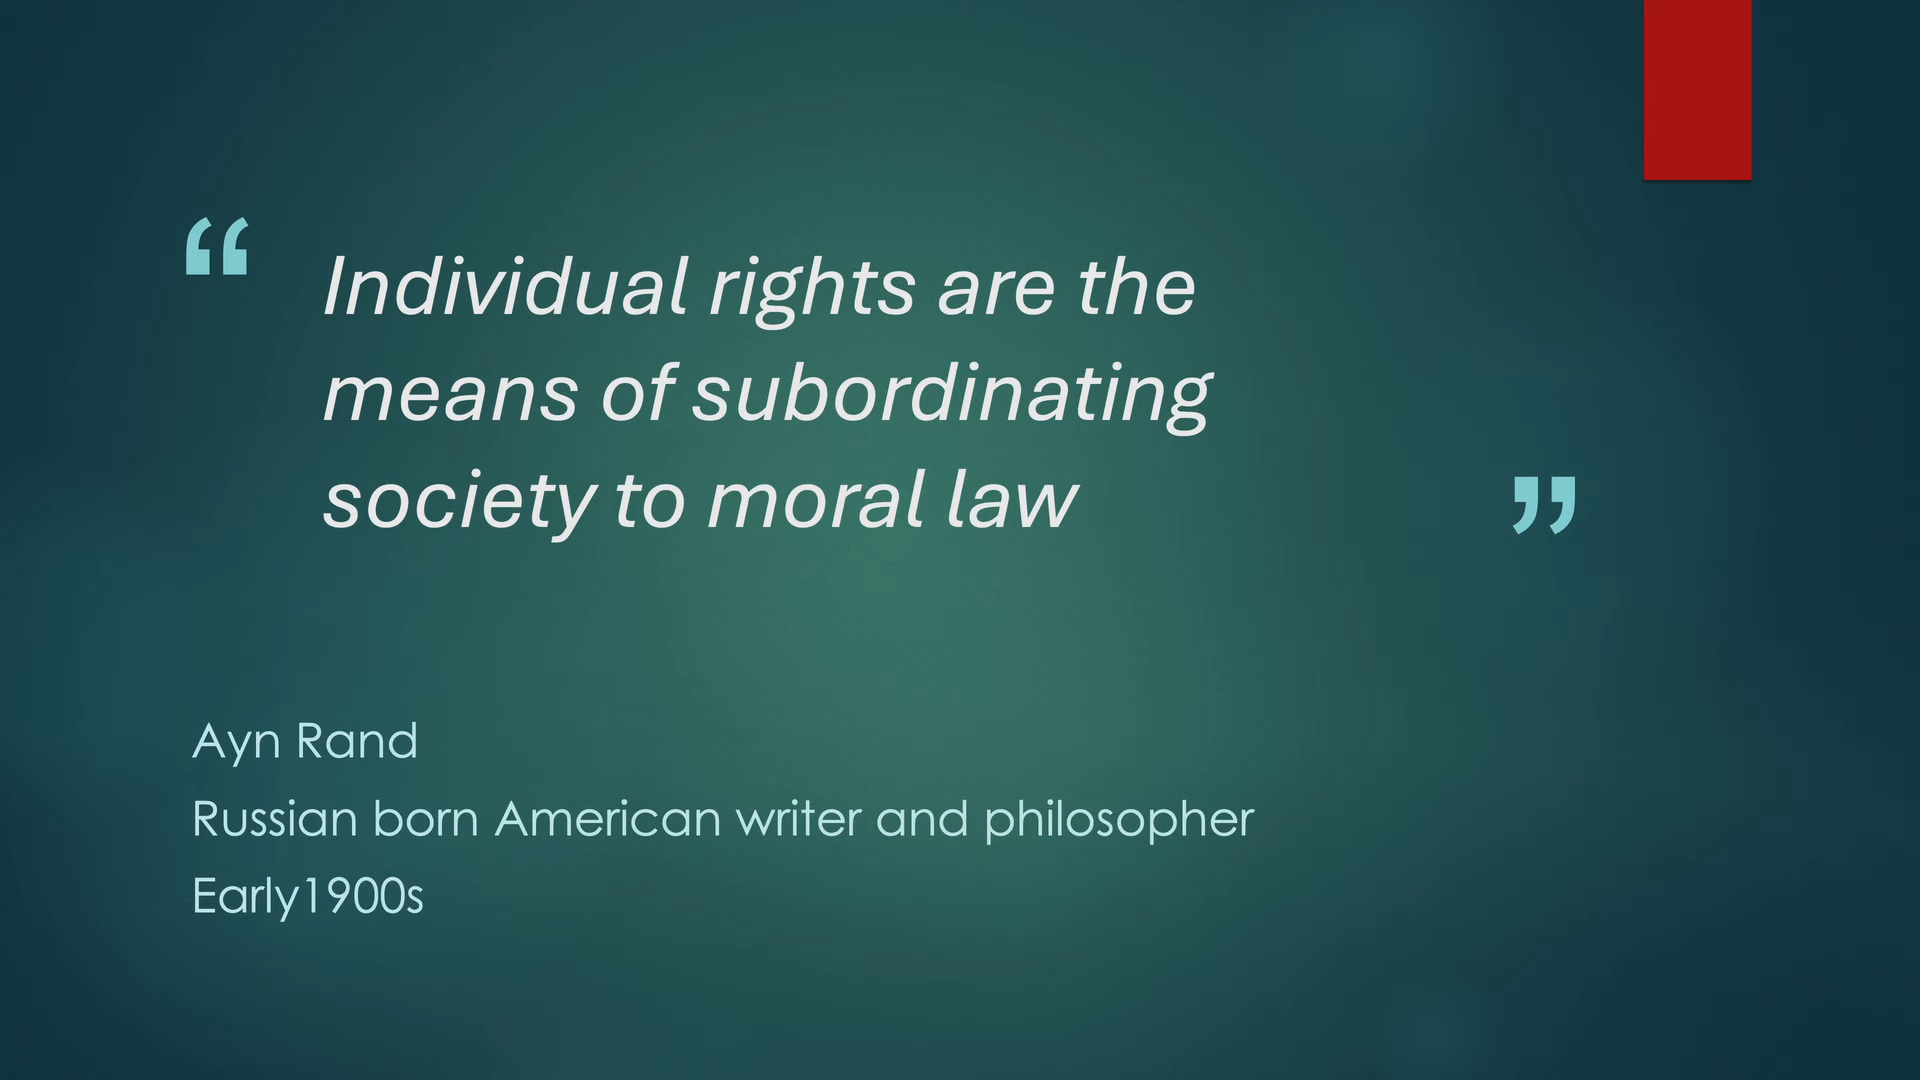 “ Individual rights are the
means of subordinating
society to moral law ”
Ayn Rand
Russian born American writer and philosopher
Early1900s